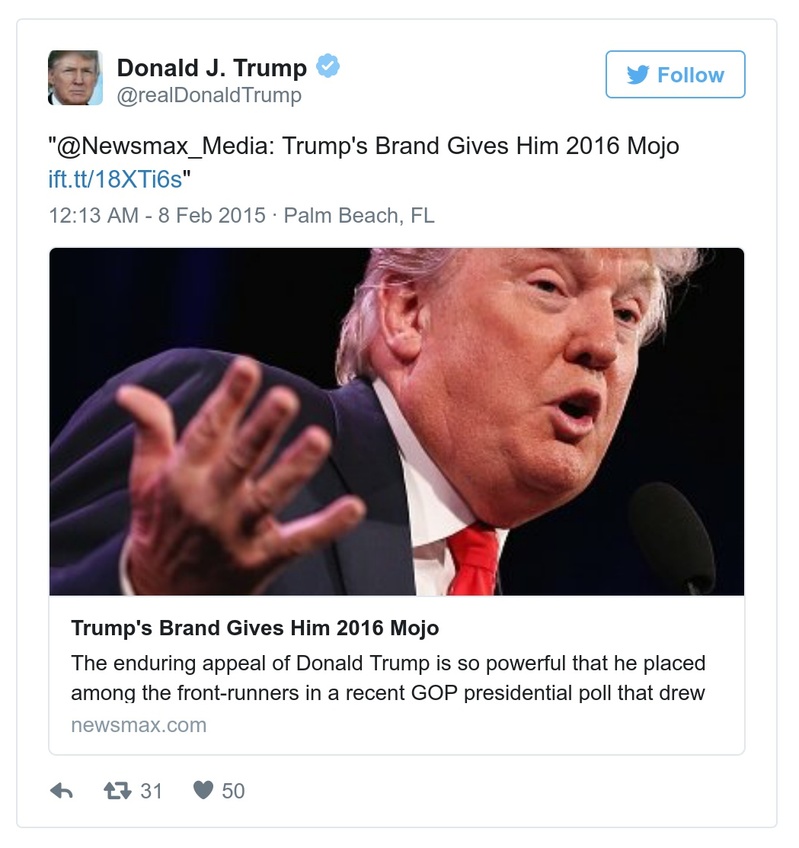 Donald J. Trump
@realDonaldTrump
Follow
"@Newsmax_Media: Trump's Brand Gives Him 2016 Mojo
ift.tt/18XTi6s"
12:13 AM - 8 Feb 2015 · Palm Beach, FL
Trump's Brand Gives Him 2016 Mojo
The enduring appeal of Donald Trump is so powerful that he placed
among the front-runners in a recent GOP presidential poll that drew
newsmax.com
31 50